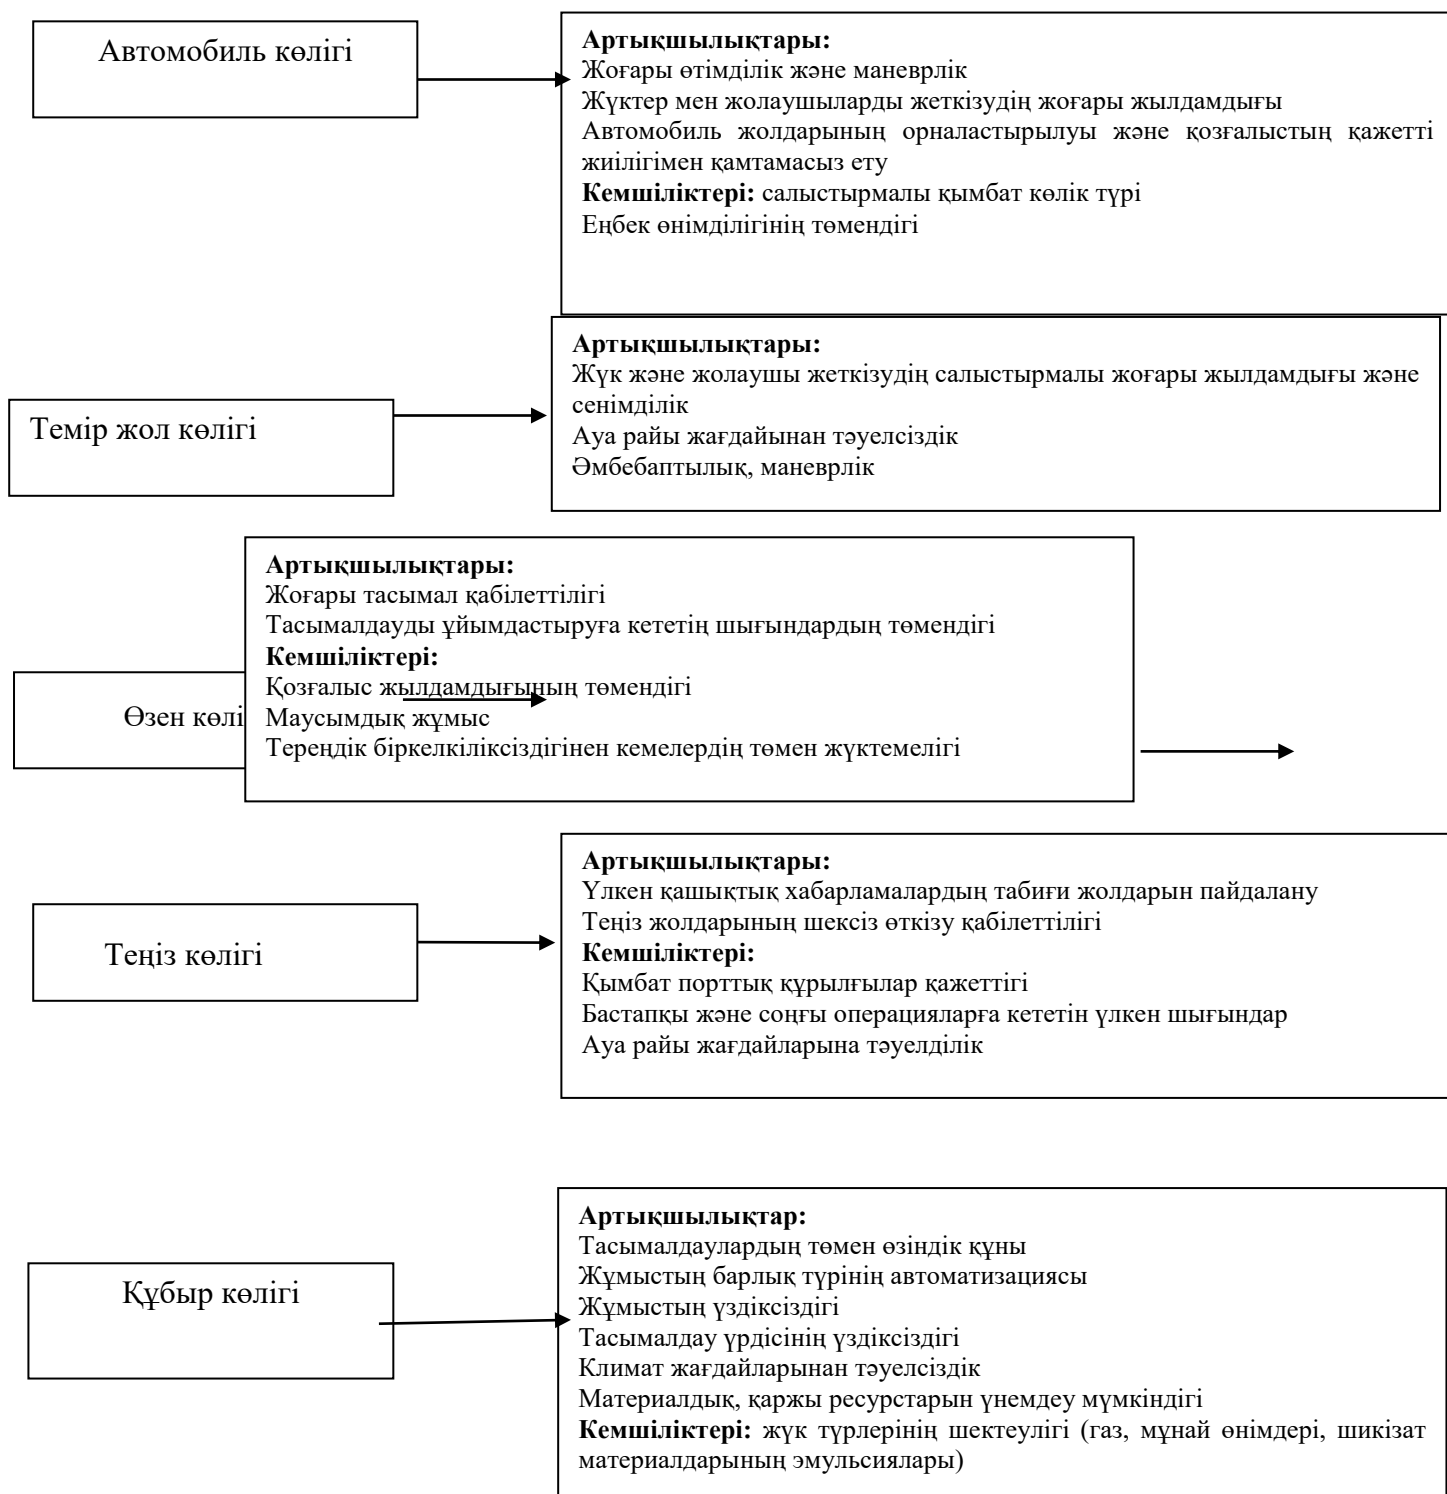 Автомобиль көлігі
Артықшылықтары:
Жоғары өтімділік және маневрлік
Жүктер мен жолаушыларды жеткізудің жоғары жылдамдығы
Автомобиль жолдарының орналастырылуы және қозғалыстың қажетті
жиілігімен қамтамасыз ету
Кемшіліктері: салыстырмалы қымбат көлік түрі
Еңбек өнімділігінің төмендігі
Темір жол көлігі
Артықшылықтары:
Жүк және жолаушы жеткізудің салыстырмалы жоғары жылдамдығы және
сенімділік
Ауа райы жағдайынан тәуелсіздік
Әмбебаптылық, маневрлік
Өзен көлі
Артықшылықтары:
Жоғары тасымал қабілеттілігі
Тасымалдауды ұйымдастыруға кететің шығындардың төмендігі
Кемшіліктері:
Қозғалыс жылдамдығының төмендігі
Маусымдық жұмыс
Тереңдік біркелкіліксіздігінен кемелердің төмен жүктемелігі
Теңіз көлігі
Артықшылықтары:
Үлкен қашықтық хабарламалардың табиғи жолдарын пайдалану
Теңіз жолдарының шексіз өткізу қабілеттілігі
Кемшіліктері:
Қымбат порттық құрылғылар қажеттігі
Бастапқы және соңғы операцияларға кететін үлкен шығындар
Ауа райы жағдайларына тәуелділік
Құбыр көлігі
Артықшылықтар:
Тасымалдаулардың төмен өзіндік құны
Жұмыстың барлық түрінің автоматизациясы
Жұмыстың үздіксіздігі
Тасымалдау үрдісінің үздіксіздігі
Климат жағдайларынан тәуелсіздік
Материалдық, қаржы ресурстарын үнемдеу мүмкіндігі
Кемшіліктері: жүк түрлерінің шектеулігі (газ, мұнай өнімдері, шикізат
материалдарының эмульсиялары)